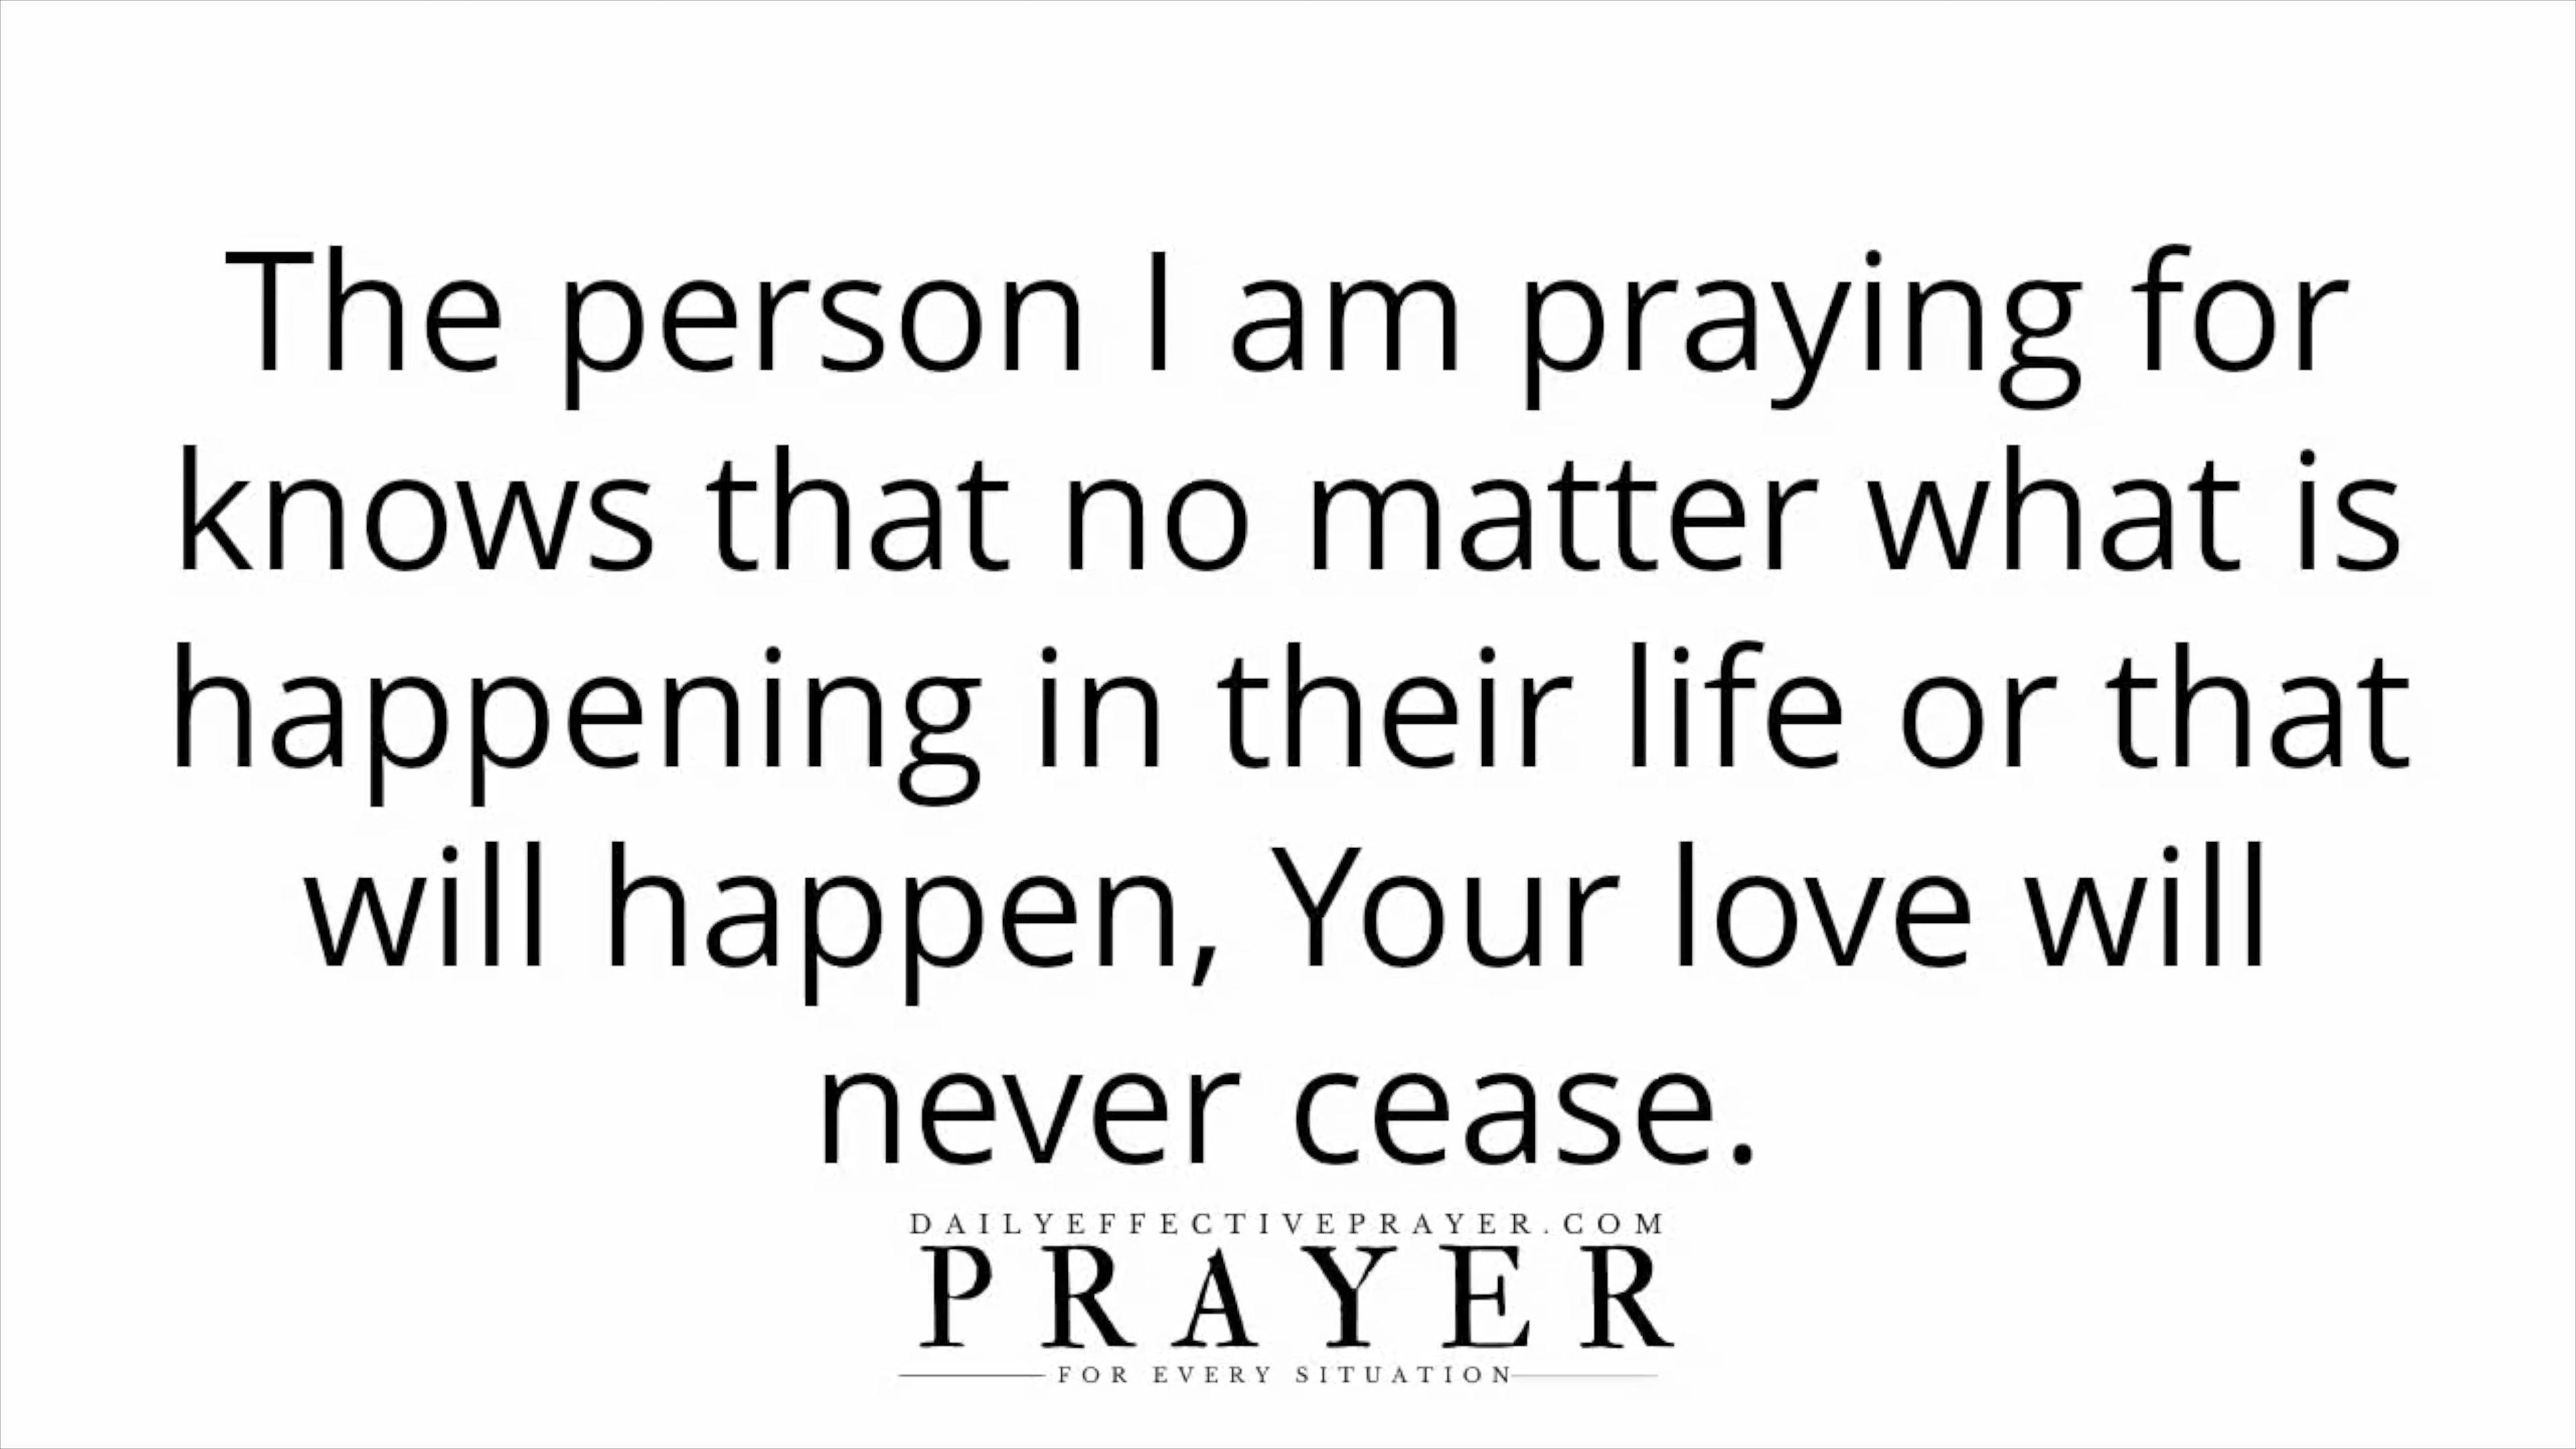 The person I am praying for
knows that no matter what is
happening in their life or that
will happen, Your love will
never cease.
DAILYEFFECTIVEPRAYER.COM
PRAYER
FOR EVERY SITUATION